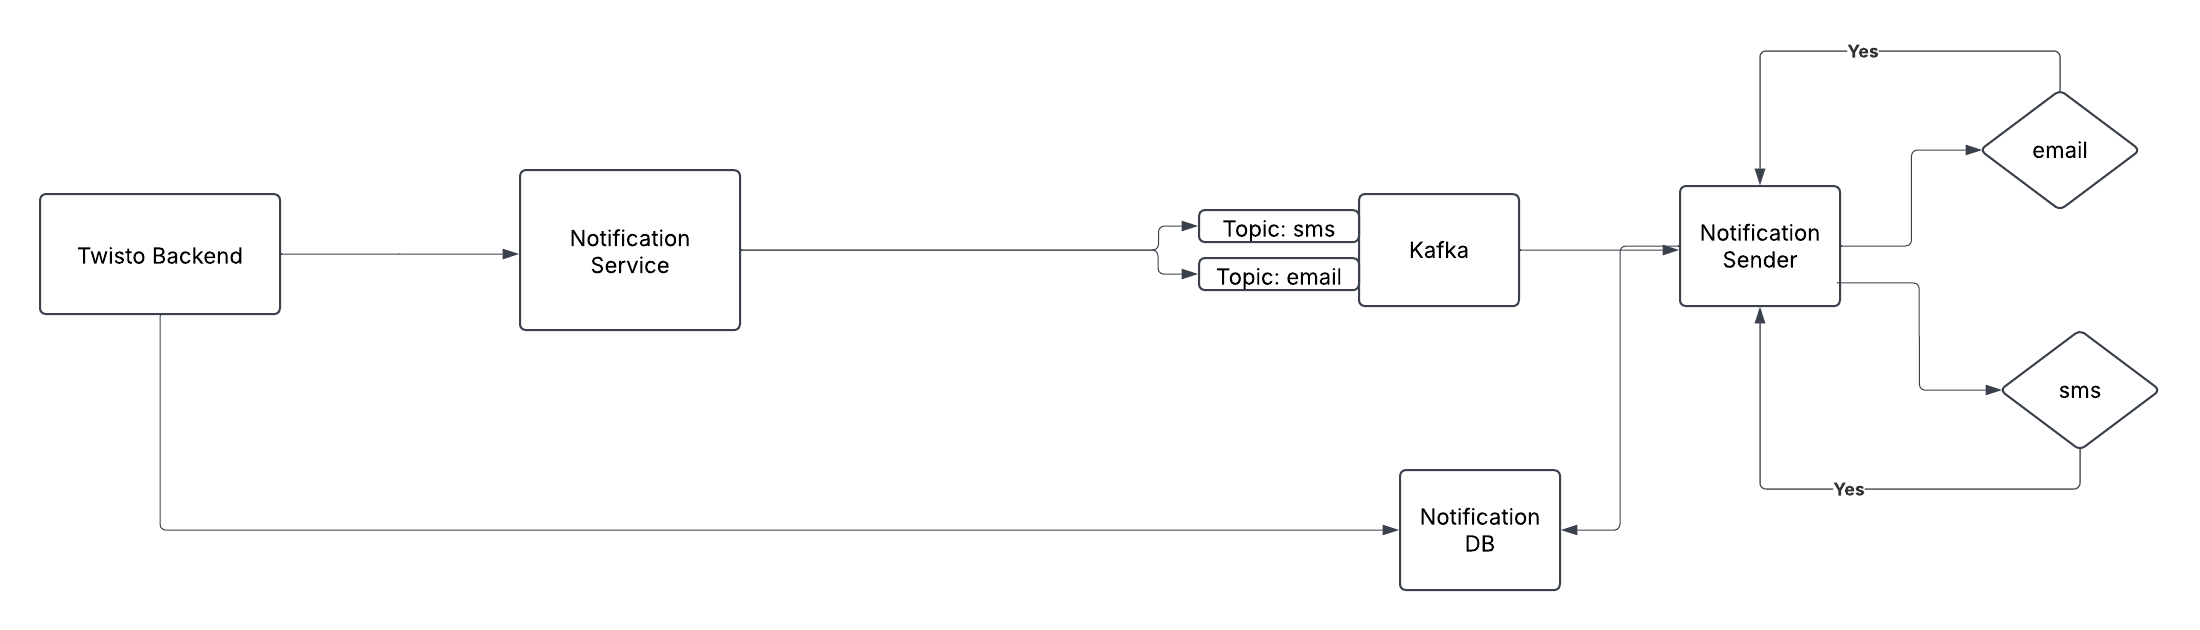 Yes
email
Twisto Backend
Notification
Service
Topic: sms
Topic: email
Kafka
Notification
Sender
sms
Yes
Notification
DB